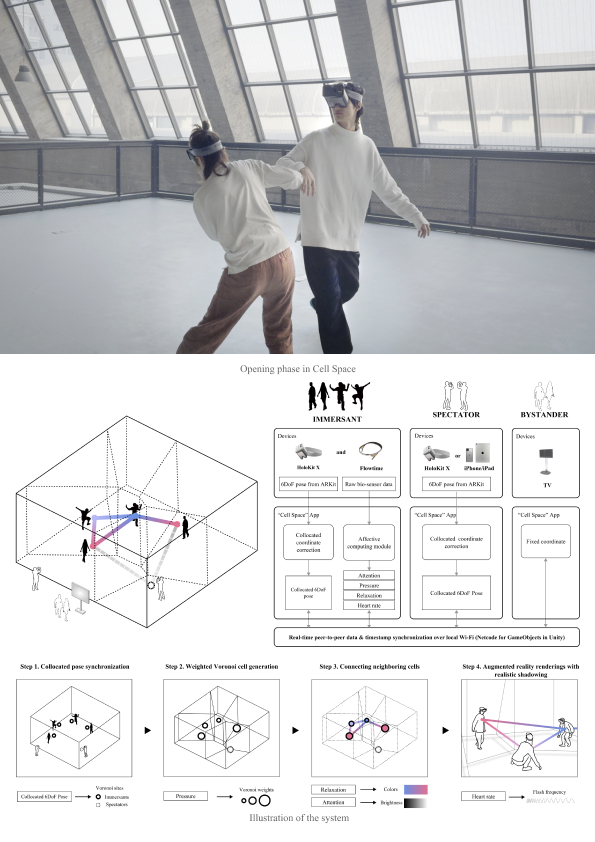 Opening phase in Cell Space
IMMERSANT
SPECTATOR
BYSTANDER
Devices
HoloKit X
and
Flowtime
6DoF pose from ARKit
Raw bio-sensor data
Devices
HoloKit X
or
iPhone/iPad
6DoF pose from ARKit
Devices
TV
"Cell Space" App
Collocated
coordinate
correction
Affective
computing module
Collocated 6DoF
pose
Attention
Pressure
Relaxation
Heart rate
"Cell Space" App
Collocated coordinate
correction
Collocated 6DoF Pose
"Cell Space" App
Fixed coordinate
Real-time peer-to-peer data & timestamp synchronization over local Wi-Fi (Netcode for GameObjects in Unity)
Step 1. Collocated pose synchronization
Step 2. Weighted Voronoi cell generation
Step 3. Connecting neighboring cells
Step 4. Augmented reality renderings with
realistic shadowing
Collocated 6DoF Pose
Voronoi sites
Immersants
Spectators
Pressure
Voronoi weights
Relaxation
Colors
Attention
Brightness
Heart rate
Flash frequency
Illustration of the system